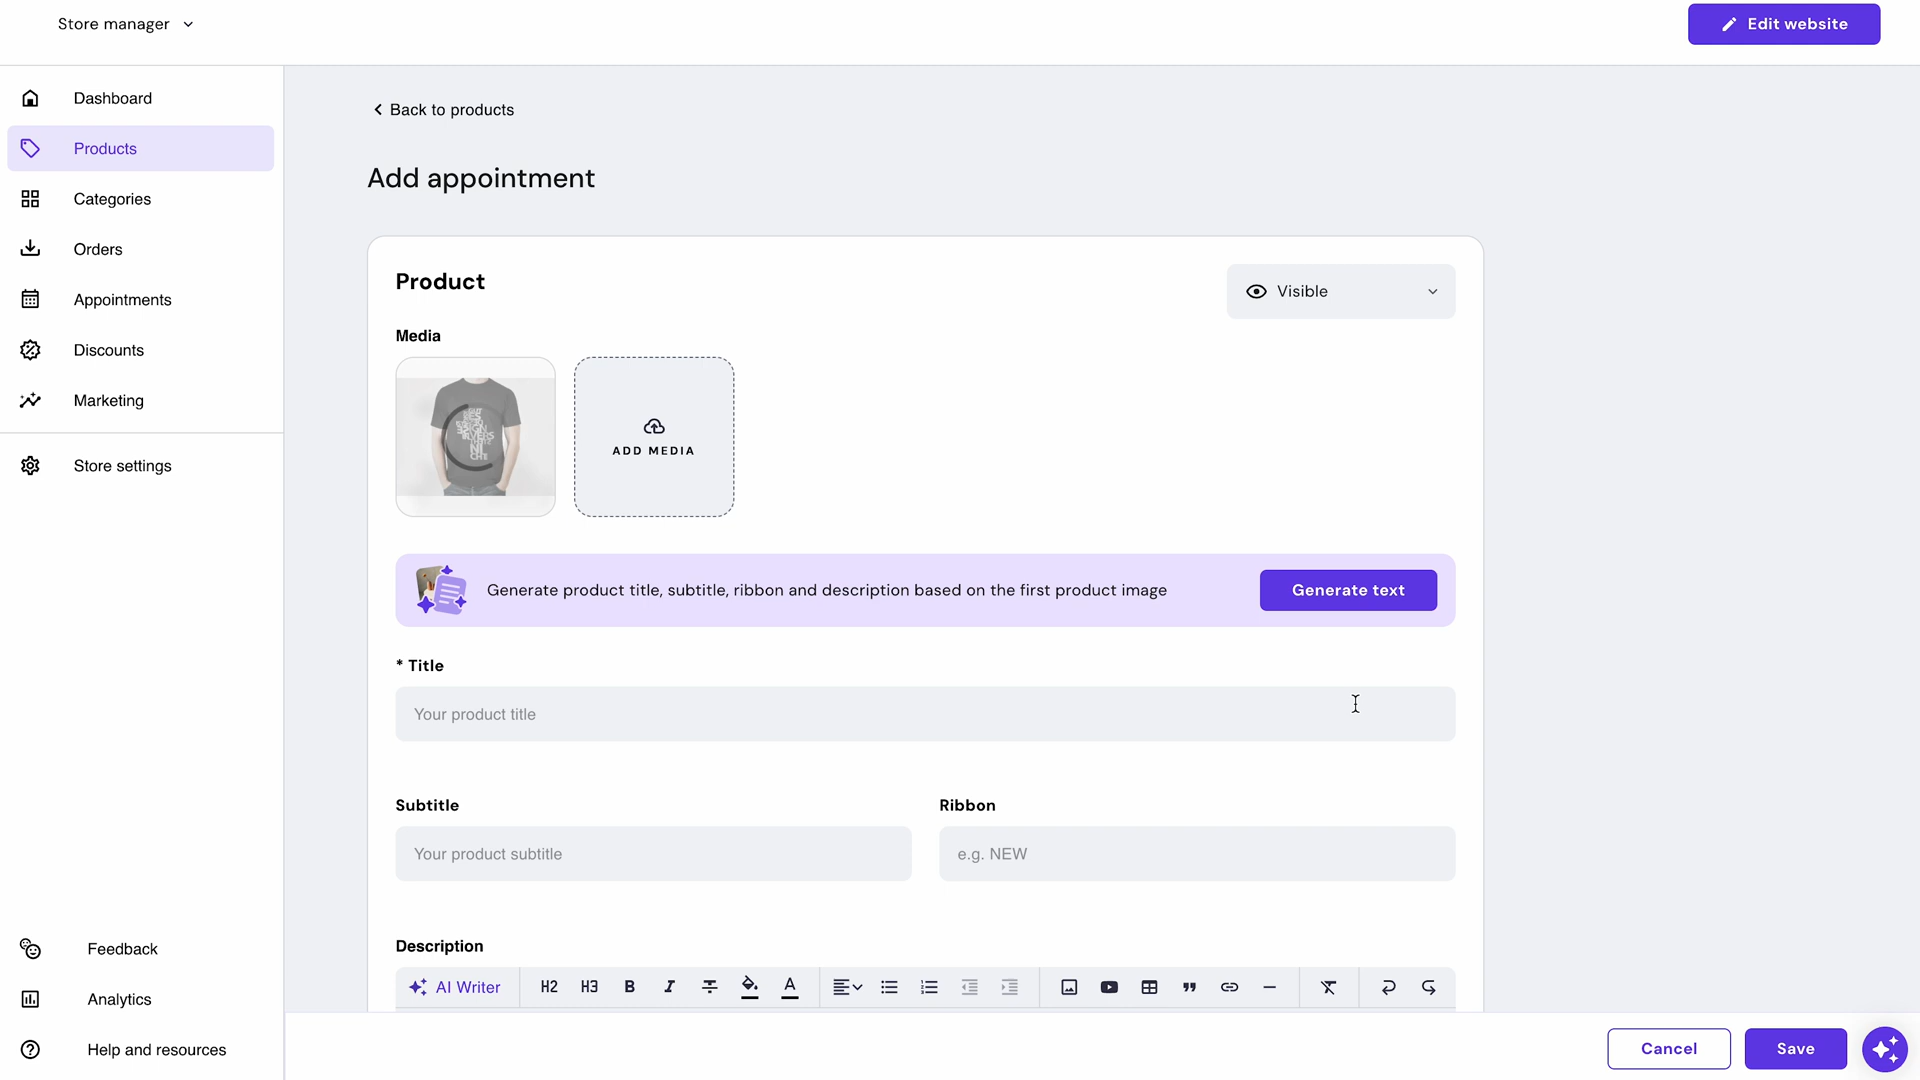 Store manager
Edit website
Dashboard
Products
Categories
Orders
Appointments
Discounts
Marketing
Store settings
Feedback
Analytics
Help and resources
Back to products
Add appointment
Product
Visible
Media
ADD MEDIA
Generate product title, subtitle, ribbon and description based on the first product image
Generate text
* Title
Your product title
Subtitle
Ribbon
Your product subtitle
e.g. NEW
Description
AI Writer
H2
H3
B
I
A
Cancel
Save